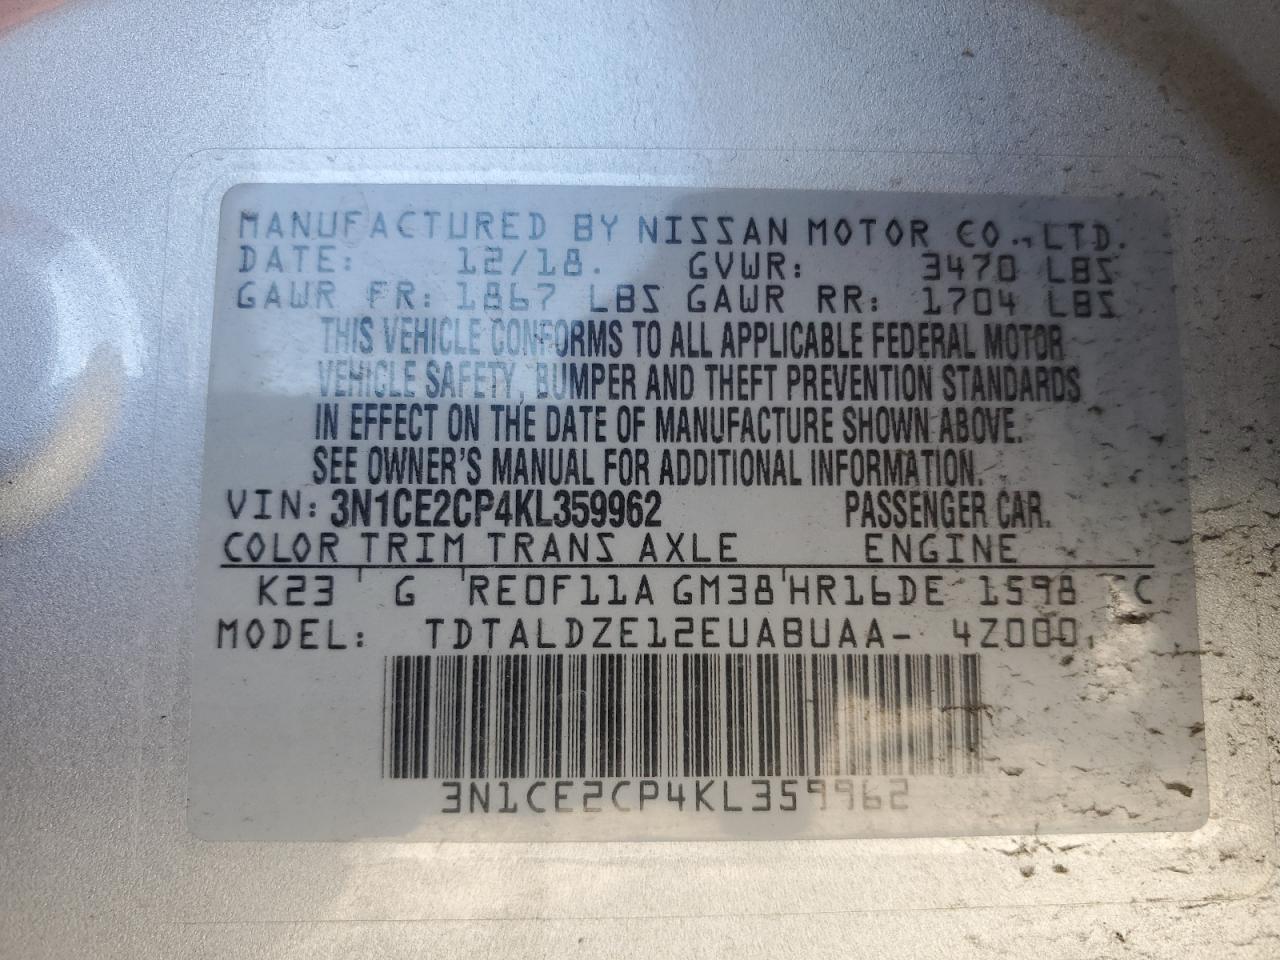 MANUFACTURED BY NISSAN MOTOR CO., LTD.
DATE: 12/18. GVWR: 3470 LBS
GAWR FR: 1867 LBS GAWR RR: 1704 LBS
THIS VEHICLE CONFORMS TO ALL APPLICABLE FEDERAL MOTOR
VEHICLE SAFETY, BUMPER AND THEFT PREVENTION STANDARDS
IN EFFECT ON THE DATE OF MANUFACTURE SHOWN ABOVE.
SEE OWNER'S MANUAL FOR ADDITIONAL INFORMATION.
VIN: 3N1CE2CP4KL359962 PASSENGER CAR.
COLOR TRIM TRANS AXLE ENGINE
K23 G RE0F11A GM38 HR16DE 1598 CC
MODEL: TDTALDZE12EUABUAA- 4Z000,
3N1CE2CP4KL359962